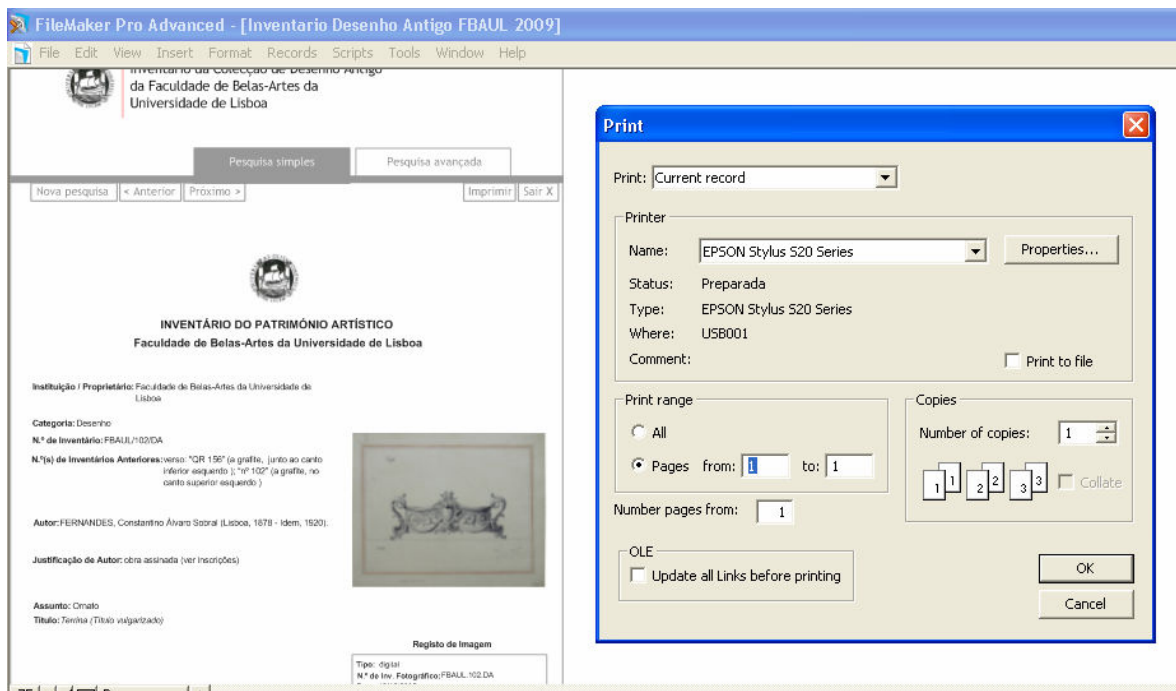 FileMaker Pro Advanced - [Inventario Desenho Antigo FBAUL 2009]
File Edit View Insert Format Records Scripts Tools Window Help
Inventário da Colecção de Desenho Antigo
da Faculdade de Belas-Artes da
Universidade de Lisboa
Pesquisa simples Pesquisa avançada
Nova pesquisa < Anterior Próximo > Imprimir Sair X
INVENTÁRIO DO PATRIMÓNIO ARTÍSTICO
Faculdade de Belas-Artes da Universidade de Lisboa
Instituição / Proprietário: Faculdade de Belas-Artes da Universidade de
Lisboa
Categoria: Desenho
N.º de Inventário: FBAUL/102/DA
N.º(s) de Inventários Anteriores: verso: "QR 156" (a grafite, junto ao canto
inferior esquerdo ); "nº 102" (a grafite, no
canto superior esquerdo )
Autor: FERNANDES, Constantino Álvaro Sobral (Lisboa, 1878 - Idem, 1920).
Justificação de Autor: obra assinada (ver inscrições)
Assunto: Ornato
Título: Terrina (Título vulgarizado)
Registo de Imagem
Tipo: digital
N.º de Inv. Fotográfico: FBAUL.102.DA
Print
Print: Current record
Printer
Name: EPSON Stylus S20 Series Properties...
Status: Preparada
Type: EPSON Stylus S20 Series
Where: USB001
Comment: Print to file
Print range
All
Pages from: 1 to: 1
Number pages from: 1
Copies
Number of copies: 1
1 1 2 2 3 3 Collate
OLE
Update all Links before printing
OK
Cancel